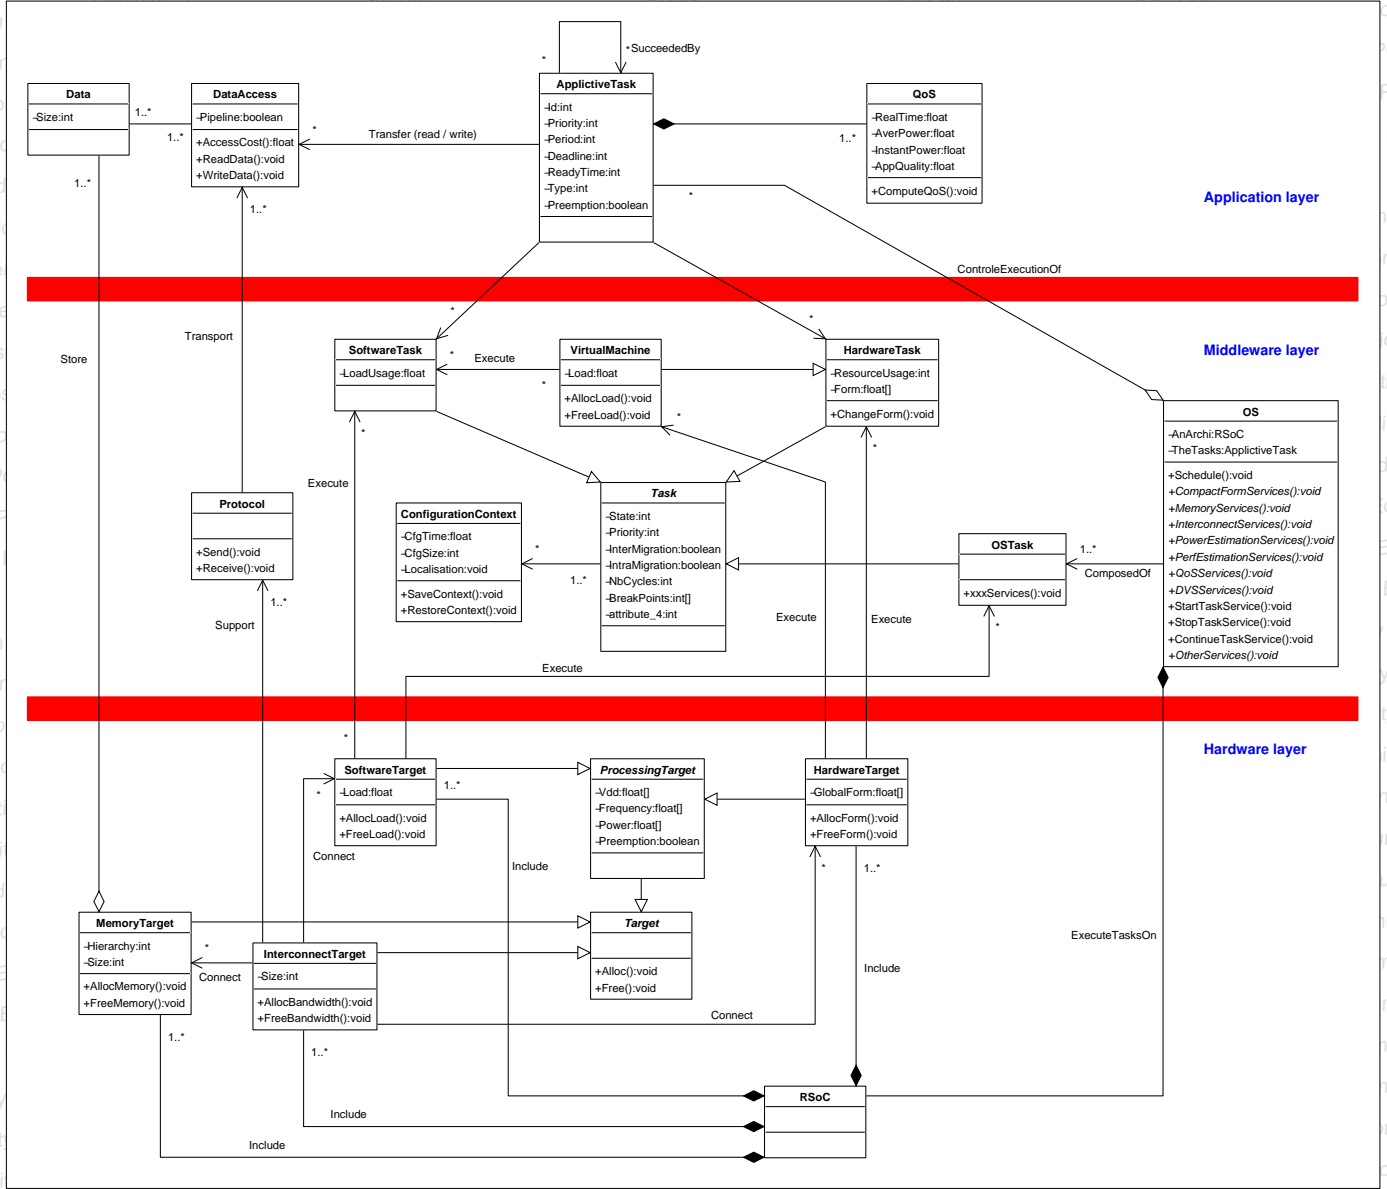 *
*SucceededBy
Data
-Size:int
1..*
1..*
DataAccess
-Pipeline:boolean
+AccessCost():float
+ReadData():void
+WriteData():void
*
Transfer (read / write)
ApplictiveTask
-Id:int
-Priority:int
-Period:int
-Deadline:int
-ReadyTime:int
-Type:int
-Preemption:boolean
1..*
QoS
-RealTime:float
-AverPower:float
-InstantPower:float
-AppQuality:float
+ComputeQoS():void
1..*
1..*
*
Application layer
ControleExecutionOf
*
*
Transport
Store
Middleware layer
SoftwareTask
-LoadUsage:float
*
Execute
*
VirtualMachine
-Load:float
+AllocLoad():void
+FreeLoad():void
HardwareTask
-ResourceUsage:int
-Form:float[]
+ChangeForm():void
*
*
*
OS
-AnArchi:RSoC
-TheTasks:ApplictiveTask
+Schedule():void
+CompactFormServices():void
+MemoryServices():void
+InterconnectServices():void
+PowerEstimationServices():void
+PerfEstimationServices():void
+QoSServices():void
+DVSServices():void
+StartTaskService():void
+StopTaskService():void
+ContinueTaskService():void
+OtherServices():void
Execute
Protocol
+Send():void
+Receive():void
ConfigurationContext
-CfgTime:float
-CfgSize:int
-Localisation:void
+SaveContext():void
+RestoreContext():void
*
1..*
Task
-State:int
-Priority:int
-InterMigration:boolean
-IntraMigration:boolean
-NbCycles:int
-BreakPoints:int[]
-attribute_4:int
OSTask
+xxxServices():void
1..*
ComposedOf
1..*
Support
Execute
Execute
*
Execute
*
Hardware layer
SoftwareTarget
-Load:float
+AllocLoad():void
+FreeLoad():void
1..*
*
Connect
ProcessingTarget
-Vdd:float[]
-Frequency:float[]
-Power:float[]
-Preemption:boolean
HardwareTarget
-GlobalForm:float[]
+AllocForm():void
+FreeForm():void
Include
*
1..*
MemoryTarget
-Hierarchy:int
-Size:int
+AllocMemory():void
+FreeMemory():void
*
Connect
InterconnectTarget
-Size:int
+AllocBandwidth():void
+FreeBandwidth():void
Target
+Alloc():void
+Free():void
ExecuteTasksOn
Include
Connect
1..*
1..*
RSoC
Include
Include